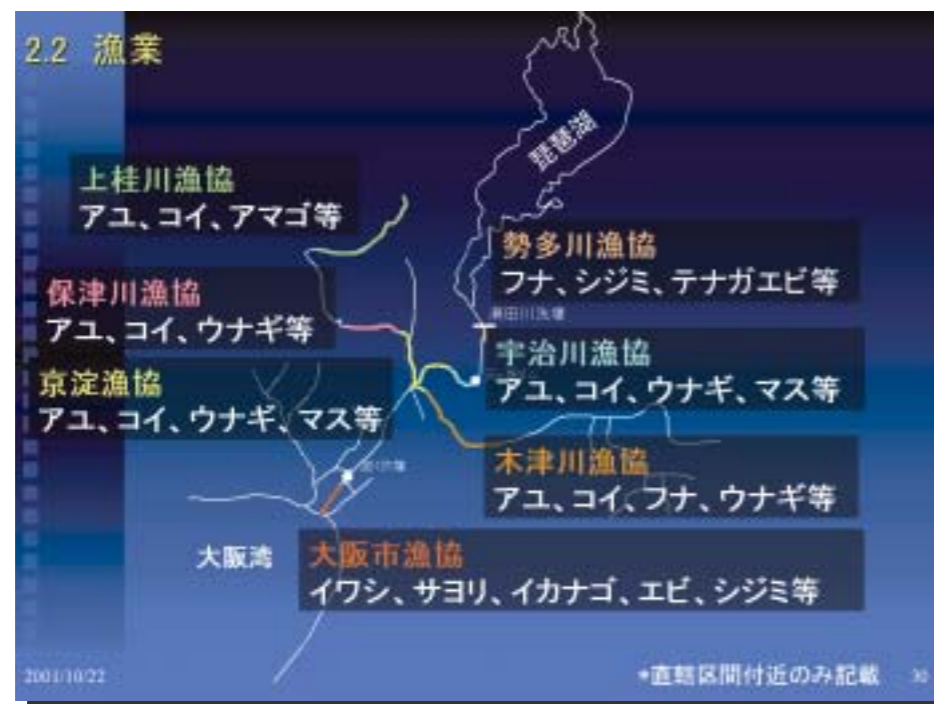 2.2 漁業
琵琶湖
上桂川漁協
アユ、コイ、アマゴ等
勢多川漁協
フナ、シジミ、テナガエビ等
保津川漁協
アユ、コイ、ウナギ等
瀬田川洗堰
宇治川漁協
アユ、コイ、ウナギ、マス等
京淀漁協
アユ、コイ、ウナギ、マス等
木津川漁協
アユ、コイ、フナ、ウナギ等
大阪湾
大阪市漁協
イワシ、サヨリ、イカナゴ、エビ、シジミ等
2001/10/22
*直轄区間付近のみ記載
30